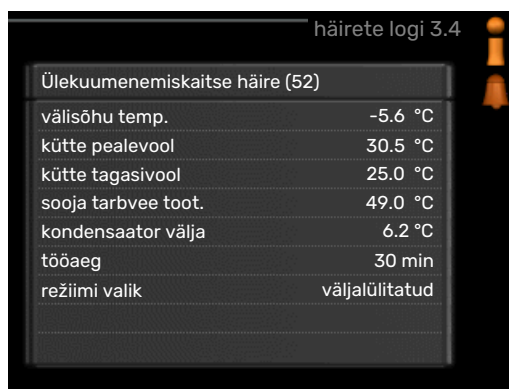 häirete logi 3.4
Ülekuumenemiskaitse häire (52)
välisõhu temp. -5.6 °C
kütte pealevool 30.5 °C
kütte tagasivool 25.0 °C
sooja tarbvee toot. 49.0 °C
kondensaator välja 6.2 °C
tööaeg 30 min
režiimi valik väljalülitatud